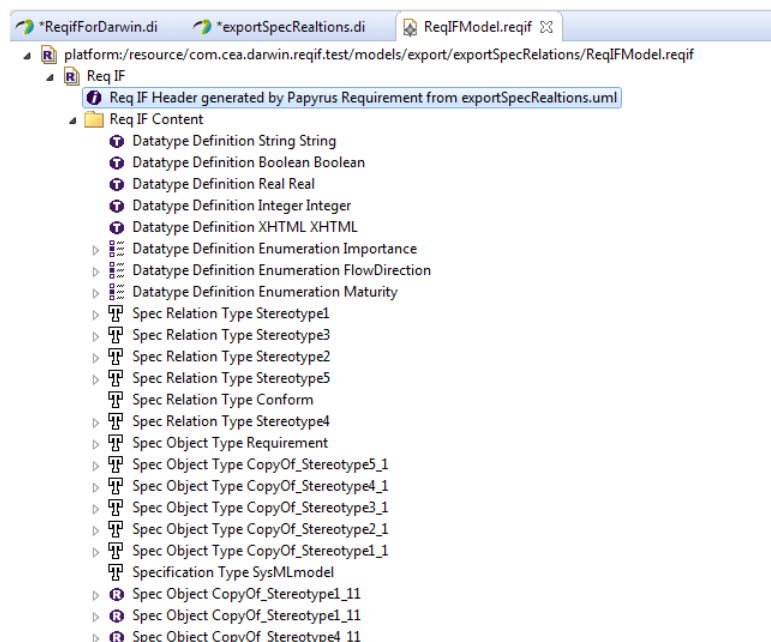 *ReqifForDarwin.di *exportSpecRealtions.di ReqIFModel.reqif
platform:/resource/com.cea.darwin.reqif.test/models/export/exportSpecRelations/ReqIFModel.reqif
Req IF
Req IF Header generated by Papyrus Requirement from exportSpecRealtions.uml
Req IF Content
Datatype Definition String String
Datatype Definition Boolean Boolean
Datatype Definition Real Real
Datatype Definition Integer Integer
Datatype Definition XHTML XHTML
Datatype Definition Enumeration Importance
Datatype Definition Enumeration FlowDirection
Datatype Definition Enumeration Maturity
Spec Relation Type Stereotype1
Spec Relation Type Stereotype3
Spec Relation Type Stereotype2
Spec Relation Type Stereotype5
Spec Relation Type Conform
Spec Relation Type Stereotype4
Spec Object Type Requirement
Spec Object Type CopyOf_Stereotype5_1
Spec Object Type CopyOf_Stereotype4_1
Spec Object Type CopyOf_Stereotype3_1
Spec Object Type CopyOf_Stereotype2_1
Spec Object Type CopyOf_Stereotype1_1
Specification Type SysMLmodel
Spec Object CopyOf_Stereotype1_11
Spec Object CopyOf_Stereotype1_11
Spec Object CopyOf_Stereotype4_11